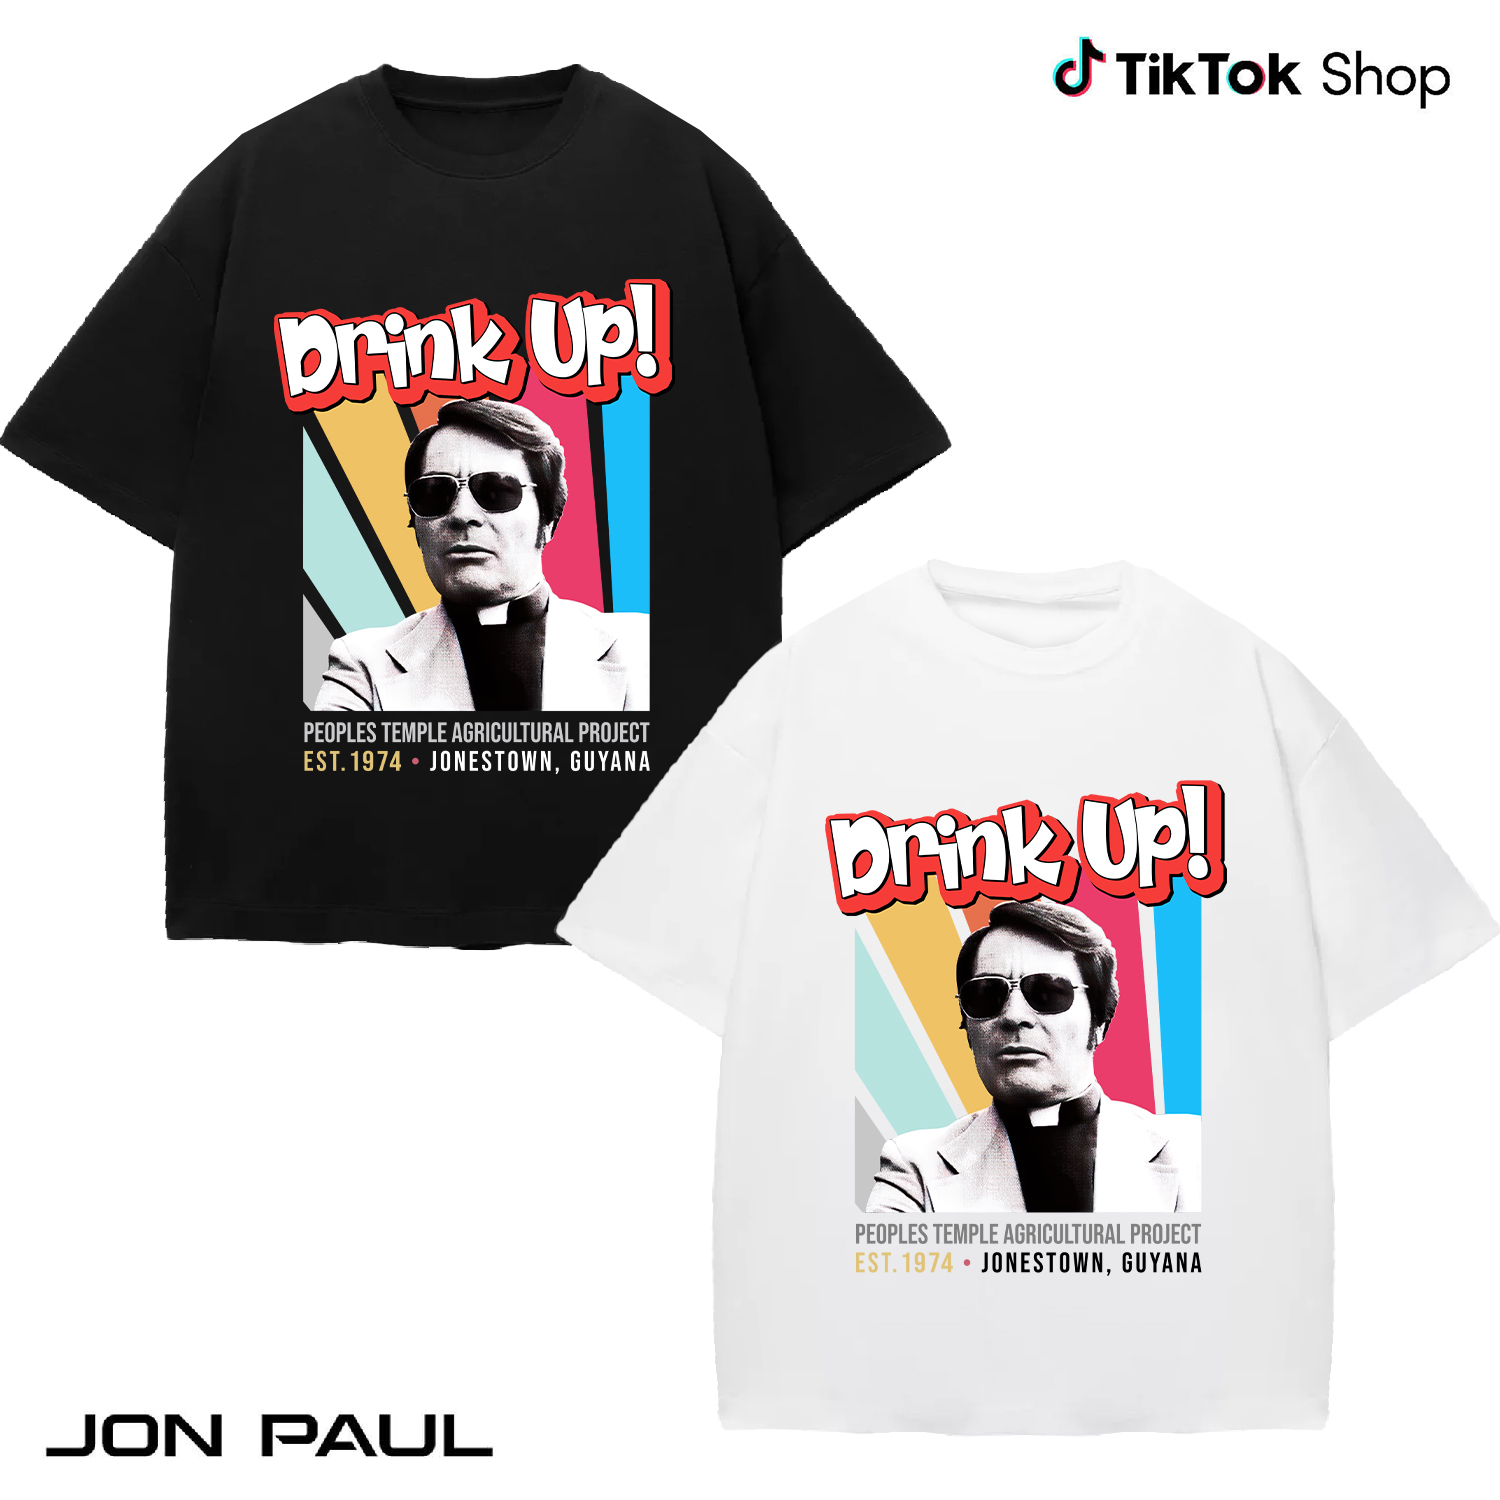 TikTok Shop
Drink Up!
PEOPLES TEMPLE AGRICULTURAL PROJECT
EST. 1974 • JONESTOWN, GUYANA
Drink Up!
PEOPLES TEMPLE AGRICULTURAL PROJECT
EST. 1974 • JONESTOWN, GUYANA
JON PAUL